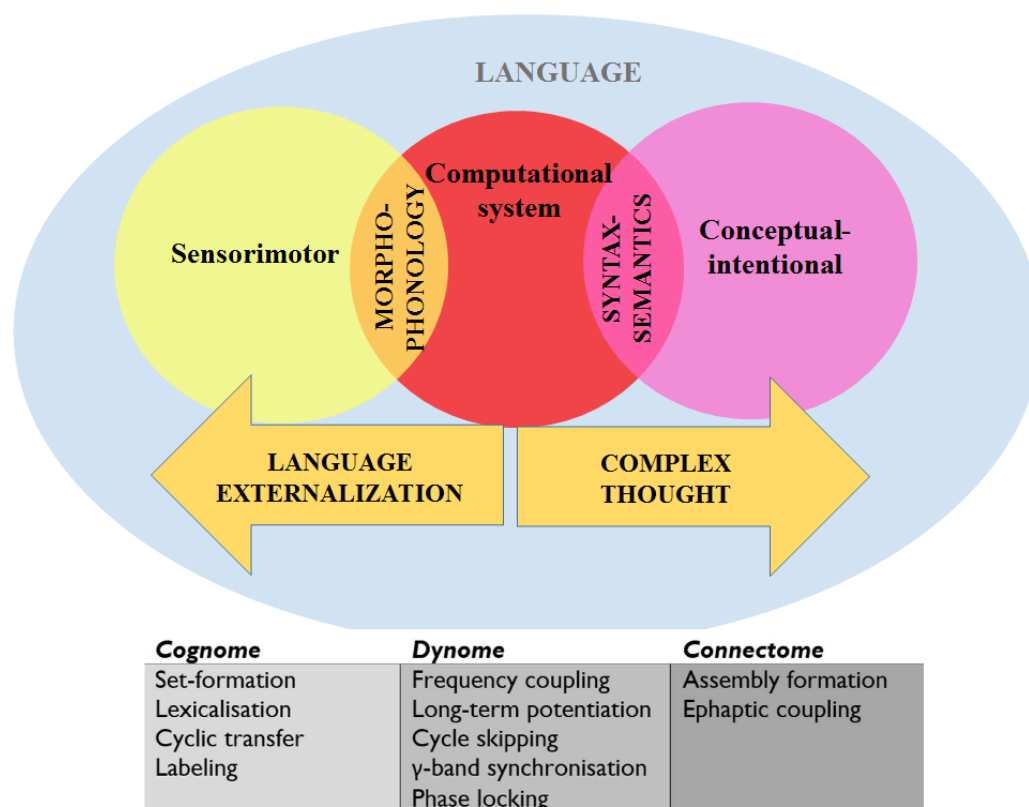 LANGUAGE
Sensorimotor
MORPHO-
PHONOLOGY
Computational
system
SYNTAX-
SEMANTICS
Conceptual-
intentional
LANGUAGE
EXTERNALIZATION
COMPLEX
THOUGHT
Cognome Dynome Connectome
Set-formation Frequency coupling Assembly formation
Lexicalisation Long-term potentiation Ephaptic coupling
Cyclic transfer Cycle skipping
Labeling γ-band synchronisation
Phase locking